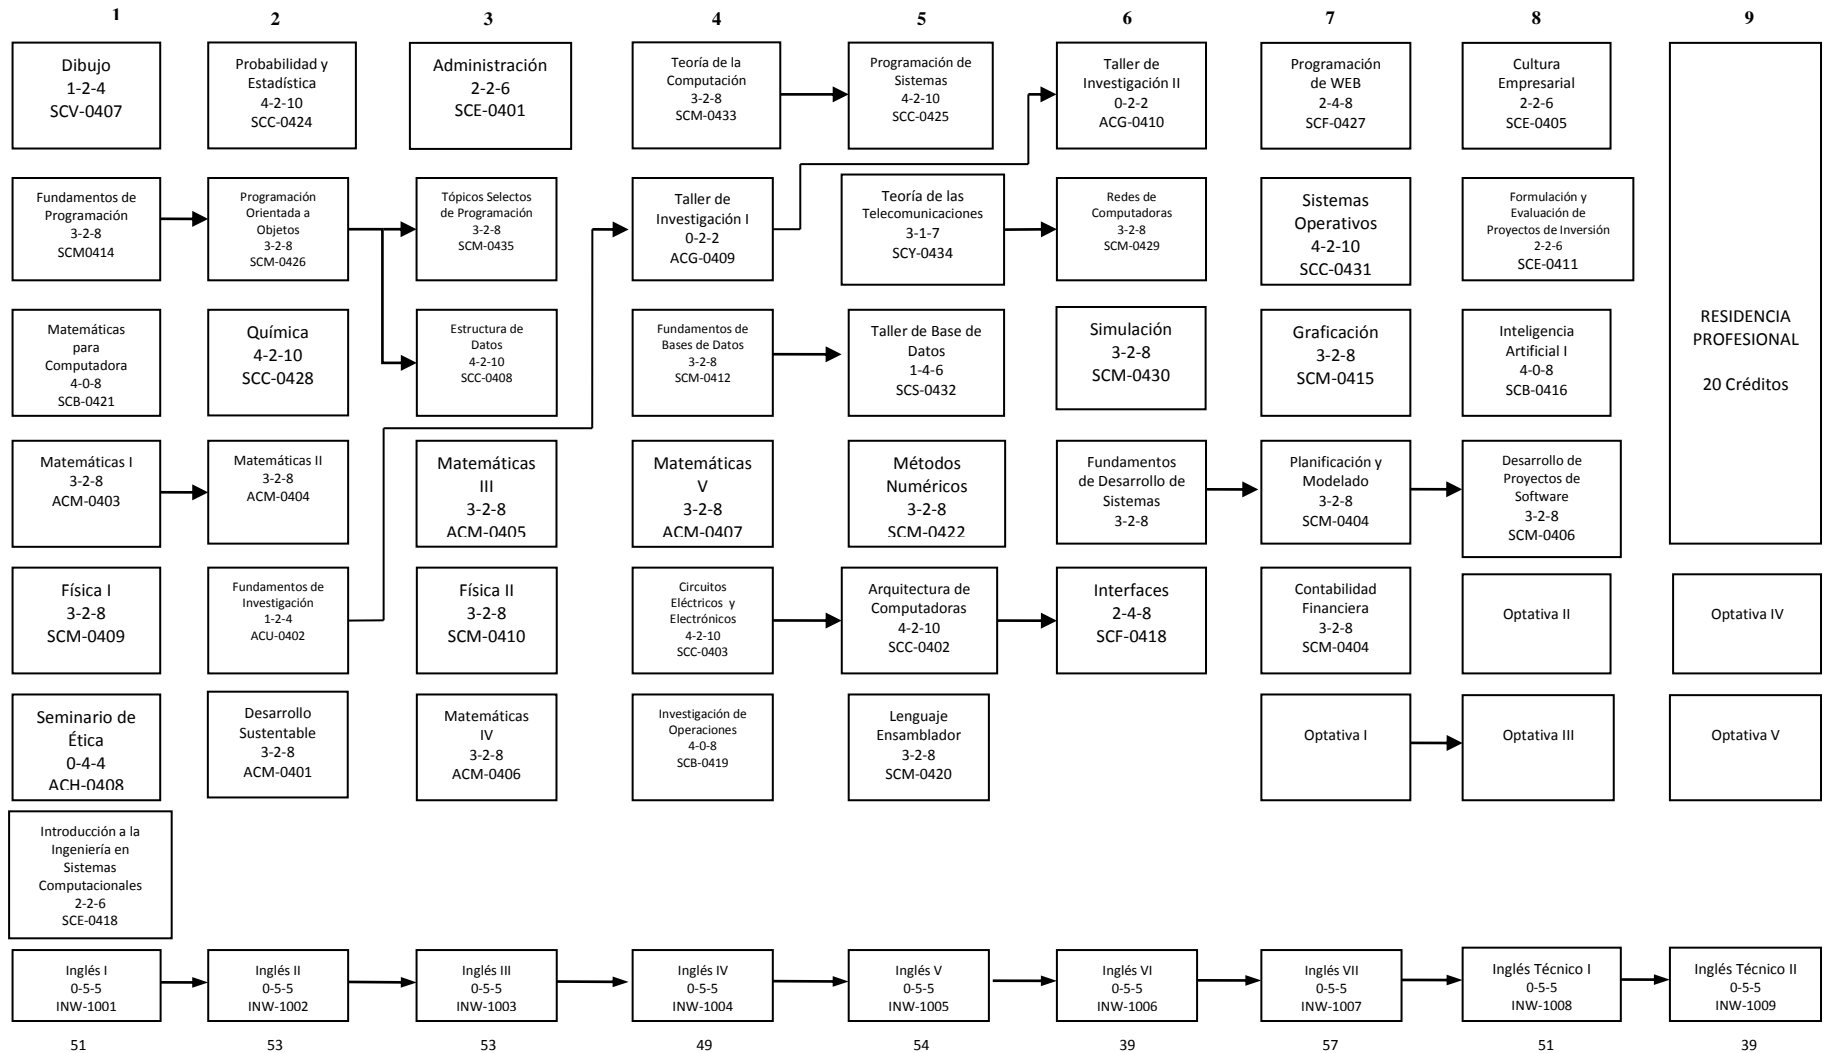 1
2
3
4
5
6
7
8
9
Dibujo
1-2-4
SCV-0407
Probabilidad y
Estadística
4-2-10
SCC-0424
Administración
2-2-6
SCE-0401
Teoría de la
Computación
3-2-8
SCM-0433
Programación de
Sistemas
4-2-10
SCC-0425
Taller de
Investigación II
0-2-2
ACG-0410
Programación
de WEB
2-4-8
SCF-0427
Cultura
Empresarial
2-2-6
SCE-0405
RESIDENCIA
PROFESIONAL
20 Créditos
Fundamentos de
Programación
3-2-8
SCM0414
Programación
Orientada a
Objetos
3-2-8
SCM-0426
Tópicos Selectos
de Programación
3-2-8
SCM-0435
Taller de
Investigación I
0-2-2
ACG-0409
Teoría de las
Telecomunicaciones
3-1-7
SCY-0434
Redes de
Computadoras
3-2-8
SCM-0429
Sistemas
Operativos
4-2-10
SCC-0431
Formulación y
Evaluación de
Proyectos de Inversión
2-2-6
SCE-0411
Matemáticas
para
Computadora
4-0-8
SCB-0421
Química
4-2-10
SCC-0428
Estructura de
Datos
4-2-10
SCC-0408
Fundamentos de
Bases de Datos
3-2-8
SCM-0412
Taller de Base de
Datos
1-4-6
SCS-0432
Simulación
3-2-8
SCM-0430
Graficación
3-2-8
SCM-0415
Inteligencia
Artificial I
4-0-8
SCB-0416
Matemáticas I
3-2-8
ACM-0403
Matemáticas II
3-2-8
ACM-0404
Matemáticas
III
3-2-8
ACM-0405
Matemáticas
V
3-2-8
ACM-0407
Métodos
Numéricos
3-2-8
SCM-0422
Fundamentos
de Desarrollo de
Sistemas
3-2-8
Planificación y
Modelado
3-2-8
SCM-0404
Desarrollo de
Proyectos de
Software
3-2-8
SCM-0406
Física I
3-2-8
SCM-0409
Fundamentos de
Investigación
1-2-4
ACU-0402
Física II
3-2-8
SCM-0410
Circuitos
Eléctricos y
Electrónicos
4-2-10
SCC-0403
Arquitectura de
Computadoras
4-2-10
SCC-0402
Interfaces
2-4-8
SCF-0418
Contabilidad
Financiera
3-2-8
SCM-0404
Optativa II
Optativa IV
Seminario de
Ética
0-4-4
ACH-0408
Desarrollo
Sustentable
3-2-8
ACM-0401
Matemáticas
IV
3-2-8
ACM-0406
Investigación de
Operaciones
4-0-8
SCB-0419
Lenguaje
Ensamblador
3-2-8
SCM-0420
Optativa I
Optativa III
Optativa V
Introducción a la
Ingeniería en
Sistemas
Computacionales
2-2-6
SCE-0418
Inglés I
0-5-5
INW-1001
Inglés II
0-5-5
INW-1002
Inglés III
0-5-5
INW-1003
Inglés IV
0-5-5
INW-1004
Inglés V
0-5-5
INW-1005
Inglés VI
0-5-5
INW-1006
Inglés VII
0-5-5
INW-1007
Inglés Técnico I
0-5-5
INW-1008
Inglés Técnico II
0-5-5
INW-1009
51
53
53
49
54
39
57
51
39